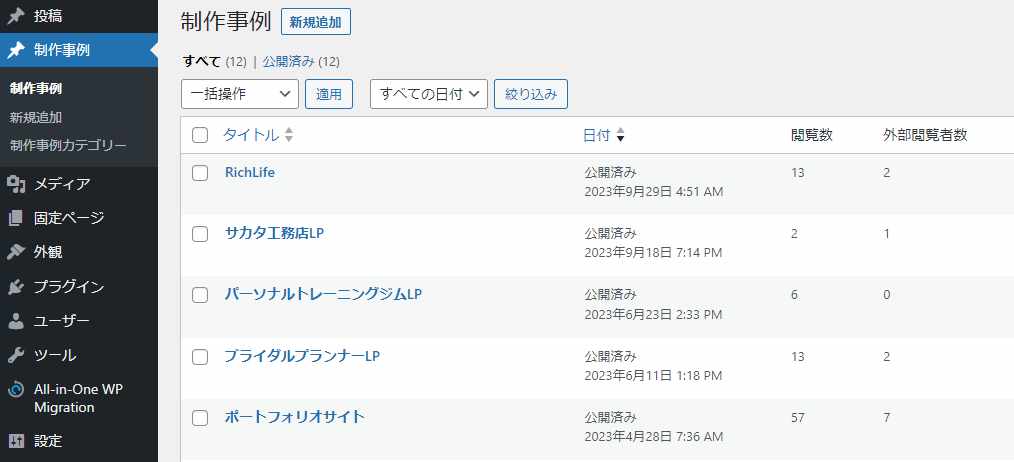 投稿
制作事例
制作事例
新規追加
制作事例カテゴリー
メディア
固定ページ
外観
プラグイン
ユーザー
ツール
All-in-One WP
Migration
設定
制作事例 新規追加
すべて (12) | 公開済み (12)
一括操作 適用 すべての日付 絞り込み
タイトル 日付 閲覧数 外部閲覧者数
RichLife 公開済み 13 2
2023年9月29日 4:51 AM
サカタ工務店LP 公開済み 2 1
2023年9月18日 7:14 PM
パーソナルトレーニングジムLP 公開済み 6 0
2023年6月23日 2:33 PM
ブライダルプランナーLP 公開済み 13 2
2023年6月11日 1:18 PM
ポートフォリオサイト 公開済み 57 7
2023年4月28日 7:36 AM